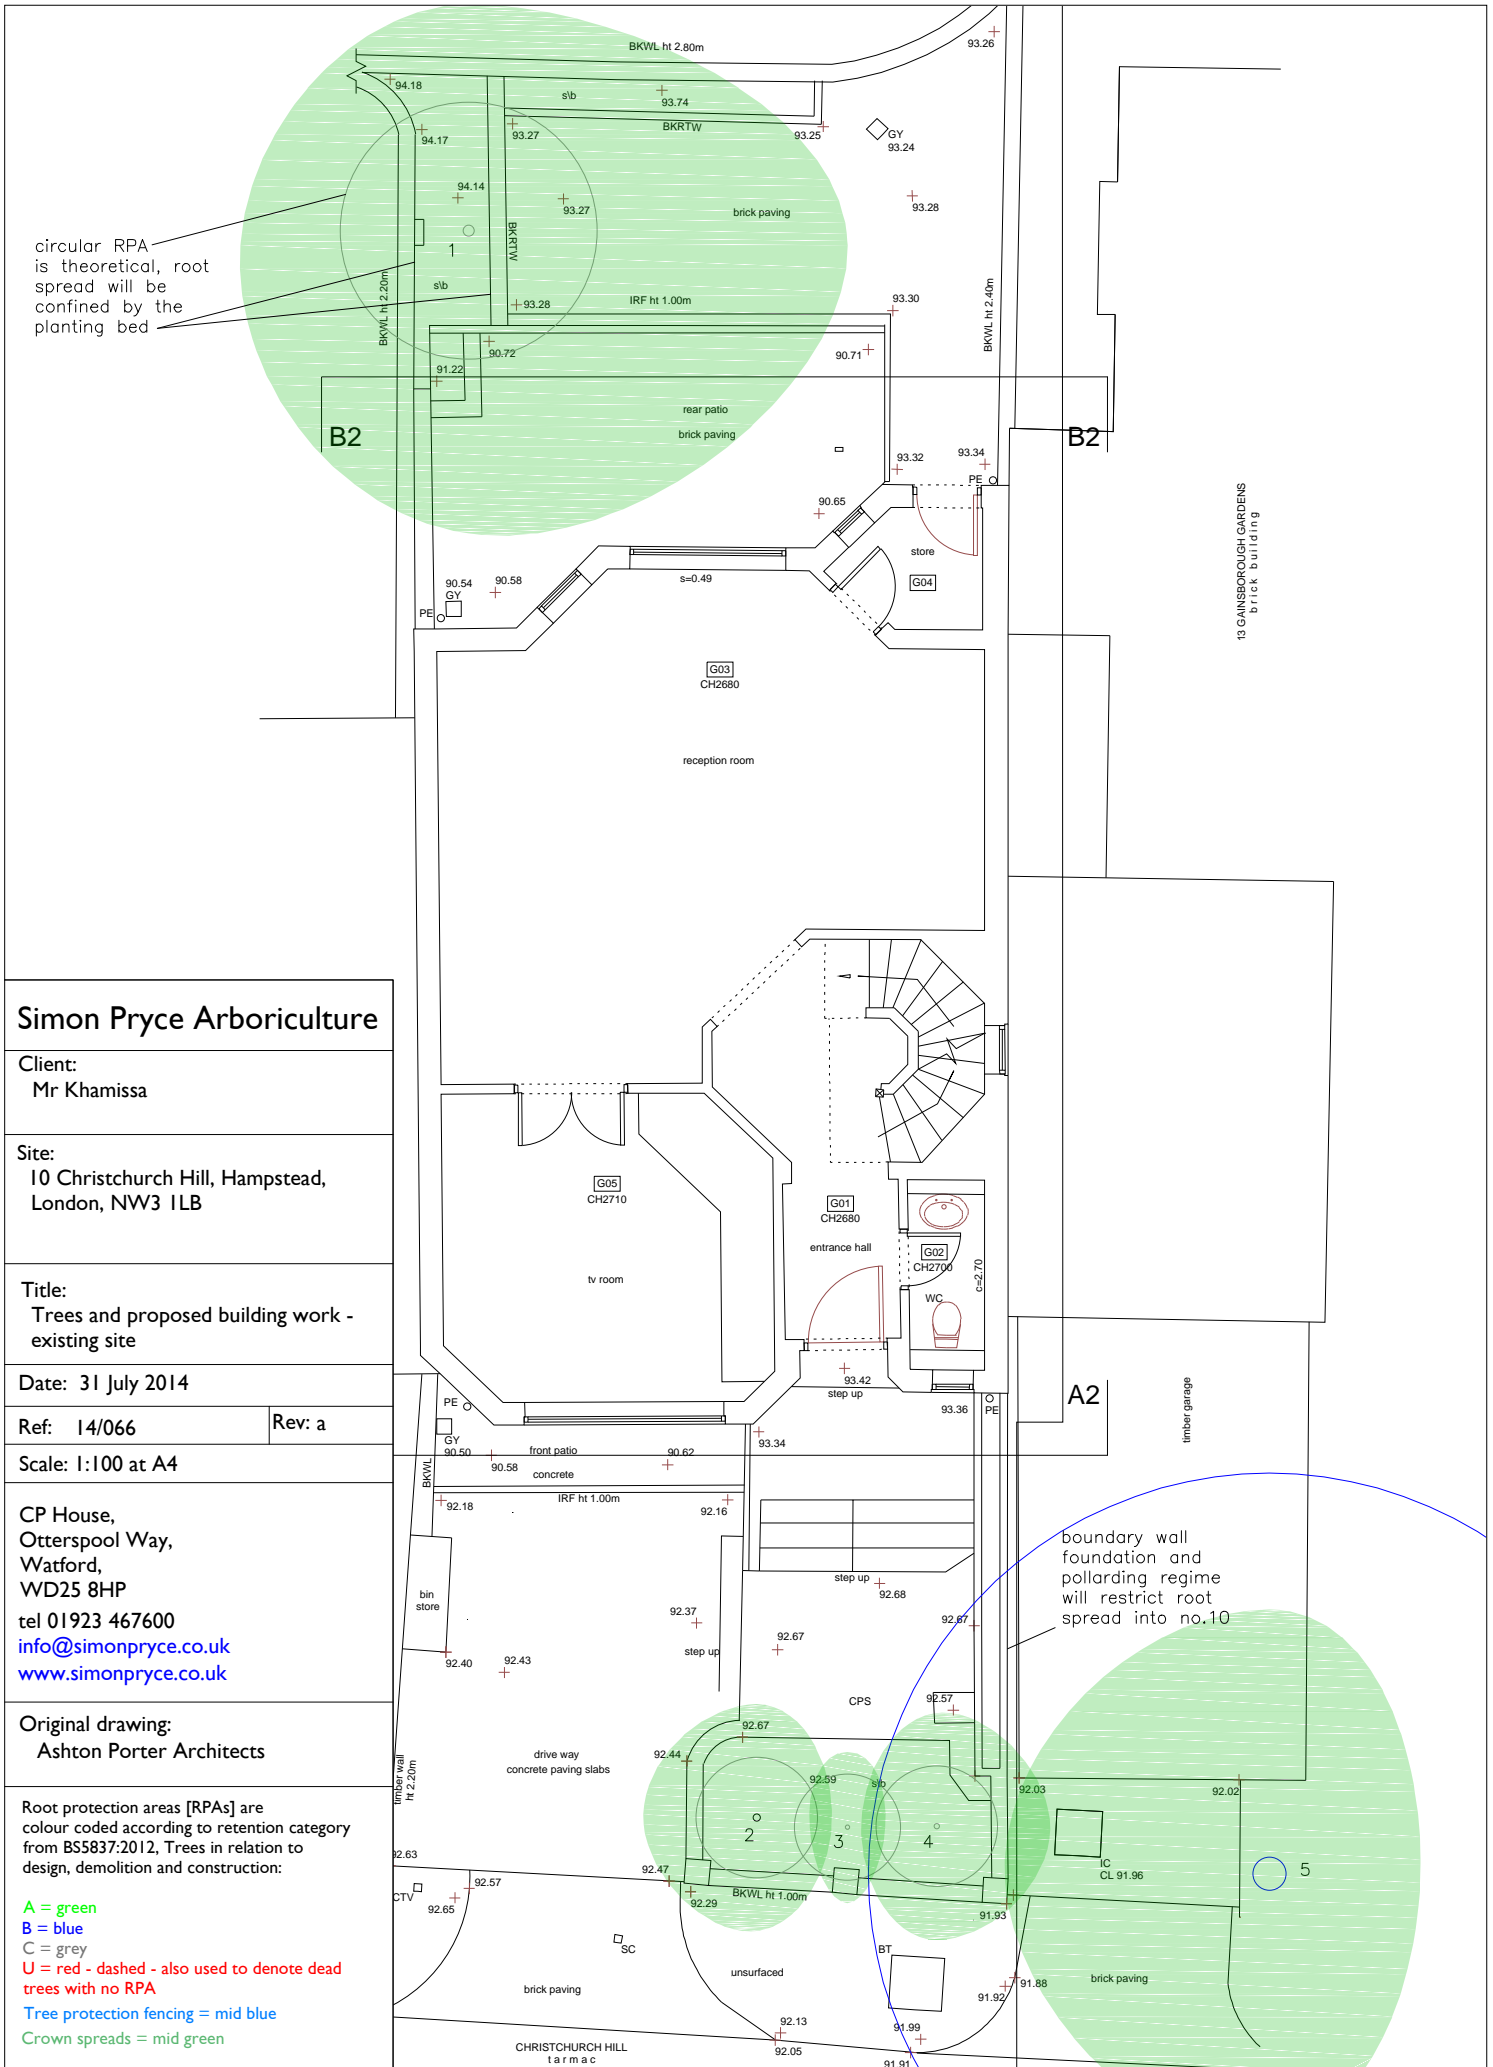 BKWL ht 2.80m
93.26
94.18
s\b
93.74
BKRTW
94.17
93.27
93.25
GY
93.24
94.14
93.27
93.28
brick paving
BKRTW
1
circular RPA
is theoretical, root
spread will be
confined by the
planting bed
s\b
BKWL ht 2.20m
93.28
IRF ht 1.00m
93.30
BKWL ht 2.40m
90.72
90.71
91.22
rear patio
brick paving
B2
B2
93.32
93.34
PE
90.65
13 GAINSBOROUGH GARDENS
brick building
store
G04
s=0.49
90.54
GY
90.58
PE
G03
CH2680
reception room
G05
CH2710
tv room
G01
CH2680
entrance hall
G02
CH2700
c=2.70
WC
93.42
step up
93.36
PE
A2
timber garage
PE
GY
90.50
90.58
front patio
concrete
90.62
93.34
BKWL
92.18
IRF ht 1.00m
92.16
bin
store
boundary wall
foundation and
pollarding regime
will restrict root
spread into no.10
step up
92.68
92.37
92.67
92.67
step up
92.40
92.43
CPS
92.57
92.67
92.44
drive way
concrete paving slabs
timber wall
ht 2.20m
92.59
s\b
92.03
92.02
2
3
4
5
IC
CL 91.96
92.63
92.47
92.57
CTV
92.65
92.29
BKWL ht 1.00m
91.93
SC
BT
unsurfaced
brick paving
91.88
91.92
brick paving
92.13
92.05
91.99
91.91
CHRISTCHURCH HILL
tarmac
Simon Pryce Arboriculture
Client:
Mr Khamissa
Site:
10 Christchurch Hill, Hampstead,
London, NW3 1LB
Title:
Trees and proposed building work -
existing site
Date: 31 July 2014
Ref: 14/066
Rev: a
Scale: 1:100 at A4
CP House,
Otterspool Way,
Watford,
WD25 8HP
tel 01923 467600
info@simonpryce.co.uk
www.simonpryce.co.uk
Original drawing:
Ashton Porter Architects
Root protection areas [RPAs] are
colour coded according to retention category
from BS5837:2012, Trees in relation to
design, demolition and construction:
A = green
B = blue
C = grey
U = red - dashed - also used to denote dead
trees with no RPA
Tree protection fencing = mid blue
Crown spreads = mid green